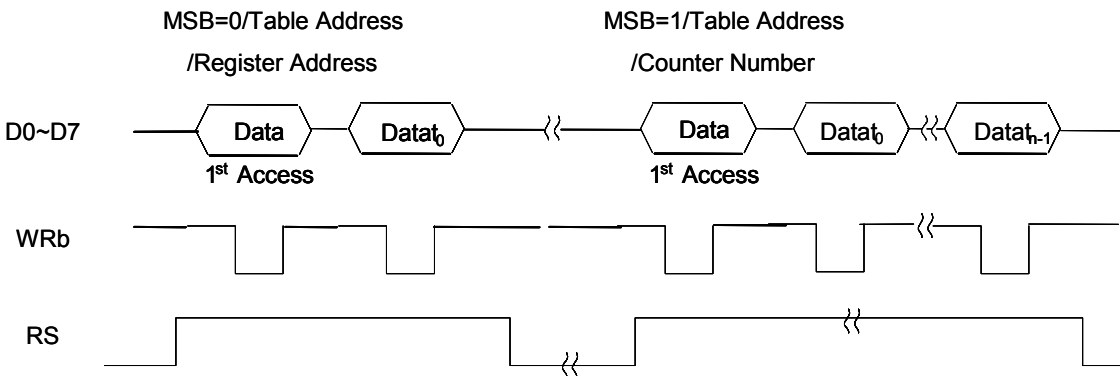 MSB=0/Table Address
/Register Address
MSB=1/Table Address
/Counter Number
D0~D7
Data
Datat0
Data
Datat0
Datatn-1
1st Access
1st Access
WRb
RS